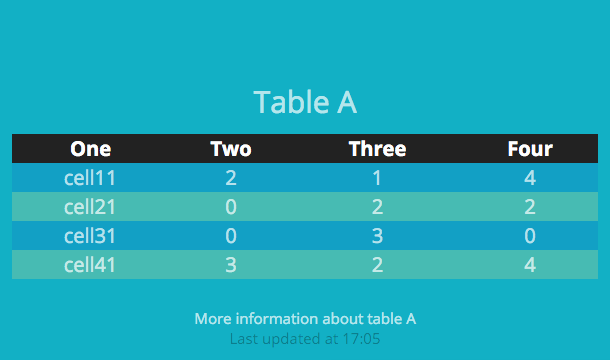 Table A
One Two Three Four
cell11 2 1 4
cell21 0 2 2
cell31 0 3 0
cell41 3 2 4
More information about table A
Last updated at 17:05